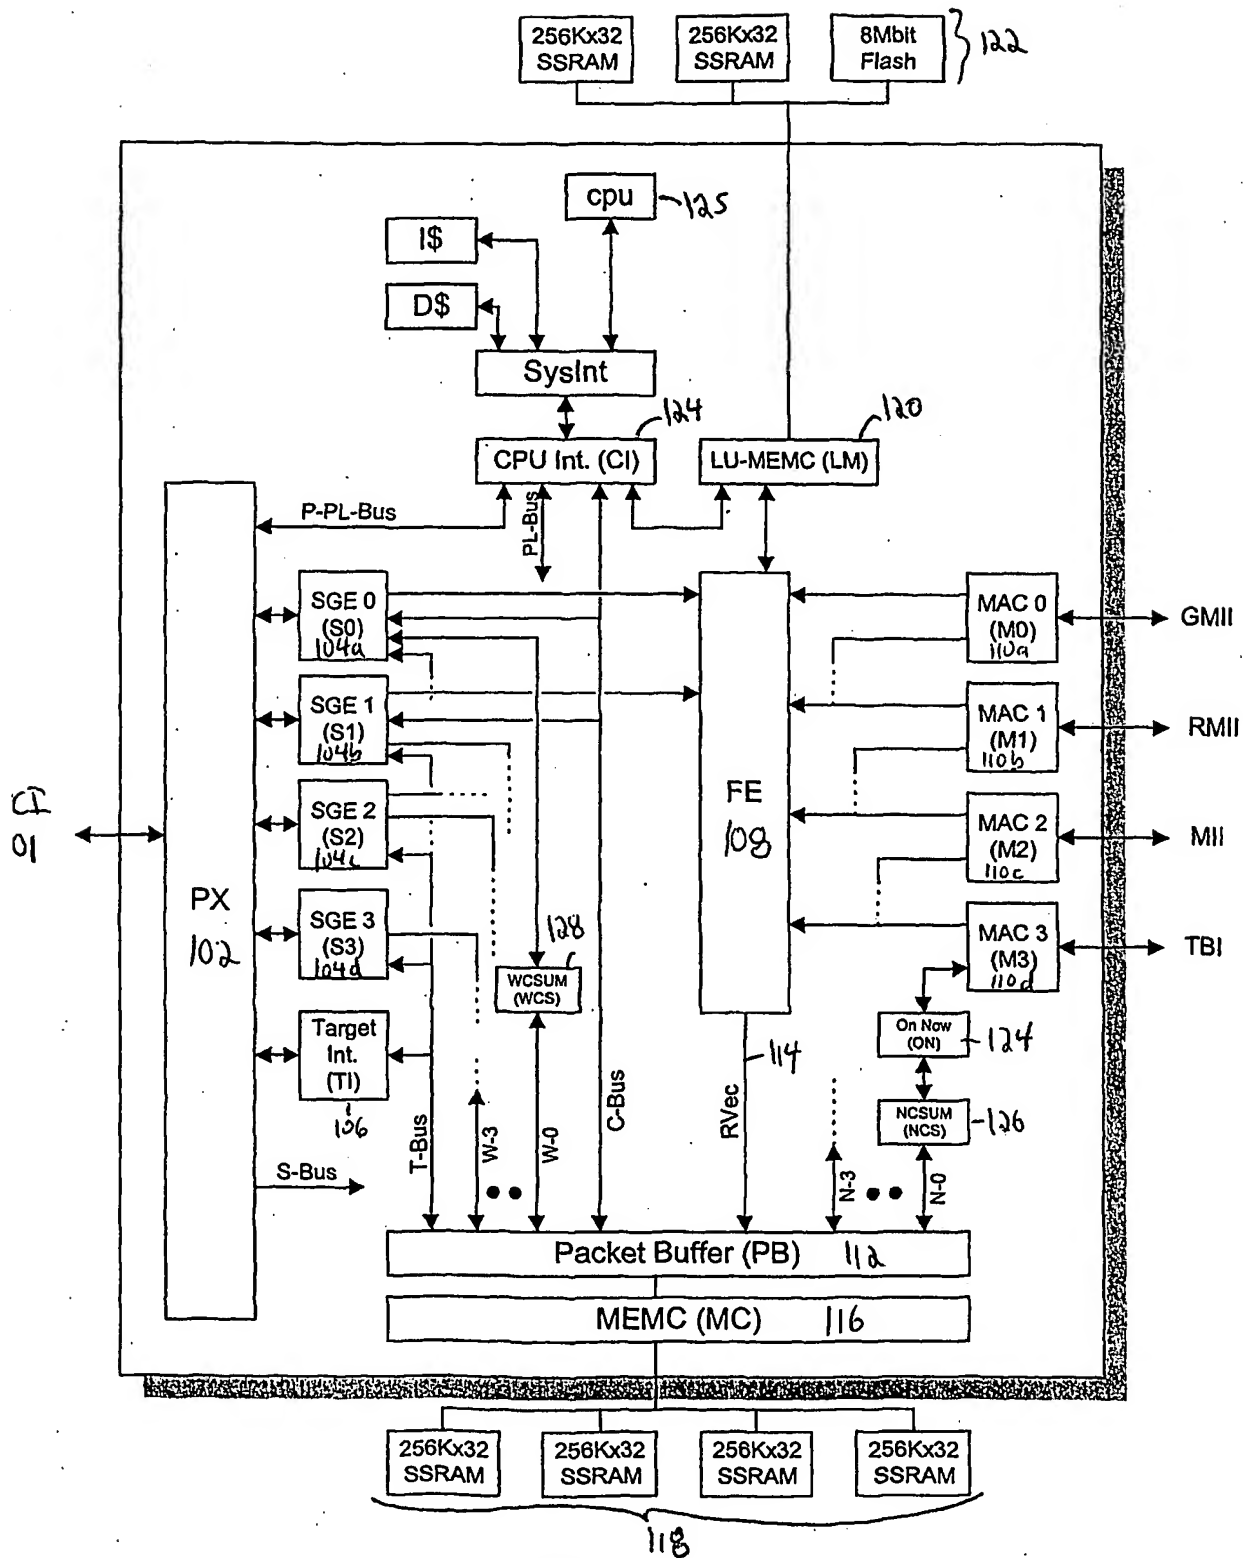 256Kx32
SSRAM
256Kx32
SSRAM
8Mbit
Flash
122
cpu
125
I$
D$
SysInt
124
120
CPU Int. (CI)
LU-MEMC (LM)
P-PL-Bus
PL-Bus
SGE 0
(S0)
104a
MAC 0
(M0)
110a
GMII
SGE 1
(S1)
104b
MAC 1
(M1)
110b
RMII
CI
01
SGE 2
(S2)
104c
FE
108
MAC 2
(M2)
110c
MII
PX
102
SGE 3
(S3)
104d
128
MAC 3
(M3)
110d
TBI
WCSUM
(WCS)
Target
Int.
(TI)
106
On Now
(ON)
124
114
NCSUM
(NCS)
126
S-Bus
T-Bus
W-3
W-0
C-Bus
RVec
N-3
N-0
Packet Buffer (PB) 112
MEMC (MC) 116
256Kx32
SSRAM
256Kx32
SSRAM
256Kx32
SSRAM
256Kx32
SSRAM
118